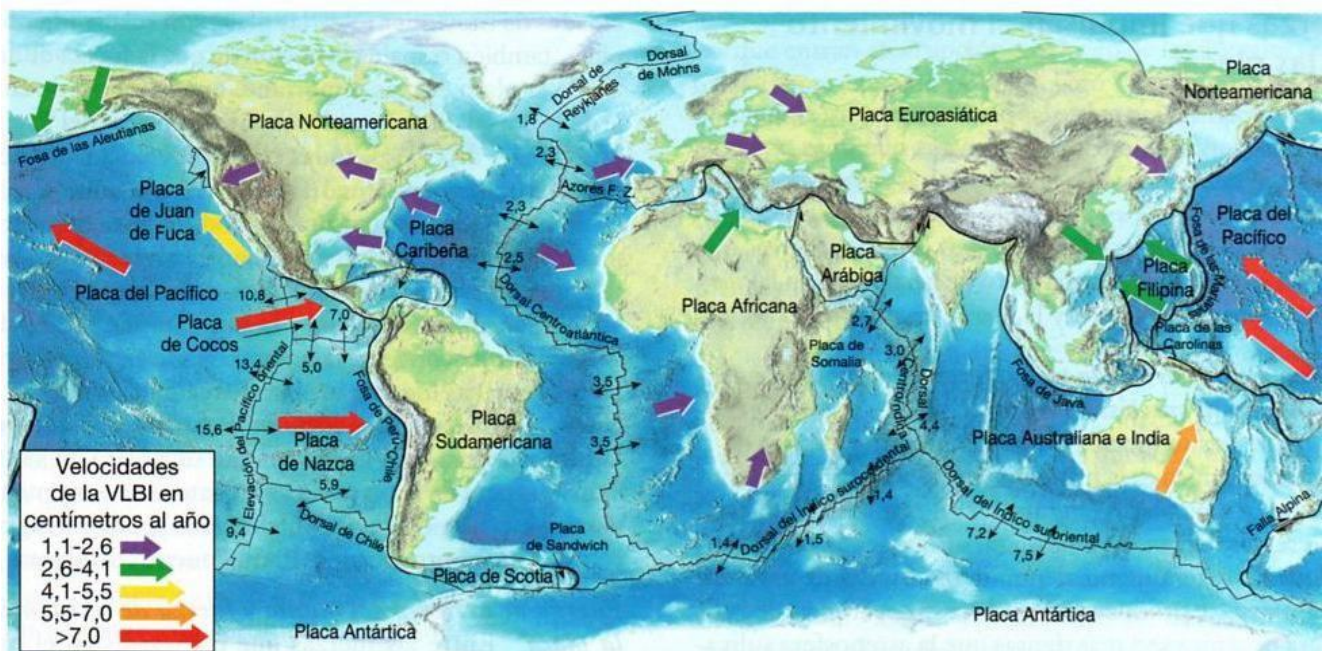 Dorsal
de Mohns
Dorsal de
Reykjanes
Placa
Norteamericana
Placa Norteamericana
Placa Euroasiática
1,8
2,3
Fosa de las Aleutianas
Azores F. Z.
Placa
de Juan
de Fuca
Placa
Caribeña
2,3
2,5
Placa
Arábiga
Placa del
Pacífico
Fosa de las Marianas
Placa
Filipina
Placa del Pacífico
10,8
7,0
Placa
de Cocos
5,0
13,4
Dorsal Centroatlántica
Placa Africana
2,7
Placa de
Somalia
3,0
Placa de las
Carolinas
Elevación del Pacífico oriental
Fosa de Perú-Chile
3,5
Dorsal
Centroíndica
Fosa de Java
15,6
Placa
de Nazca
Placa
Sudamericana
3,5
4,4
Placa Australiana e India
5,9
Dorsal de Chile
9,4
Placa
de Sandwich
1,4
1,5
Dorsal del Índico suroccidental
1,4
Dorsal del Índico suroriental
7,2
7,5
Falla Alpina
Placa de Scotia
Placa Antártica
Placa Antártica
Velocidades
de la VLBI en
centímetros al año
1,1-2,6
2,6-4,1
4,1-5,5
5,5-7,0
>7,0